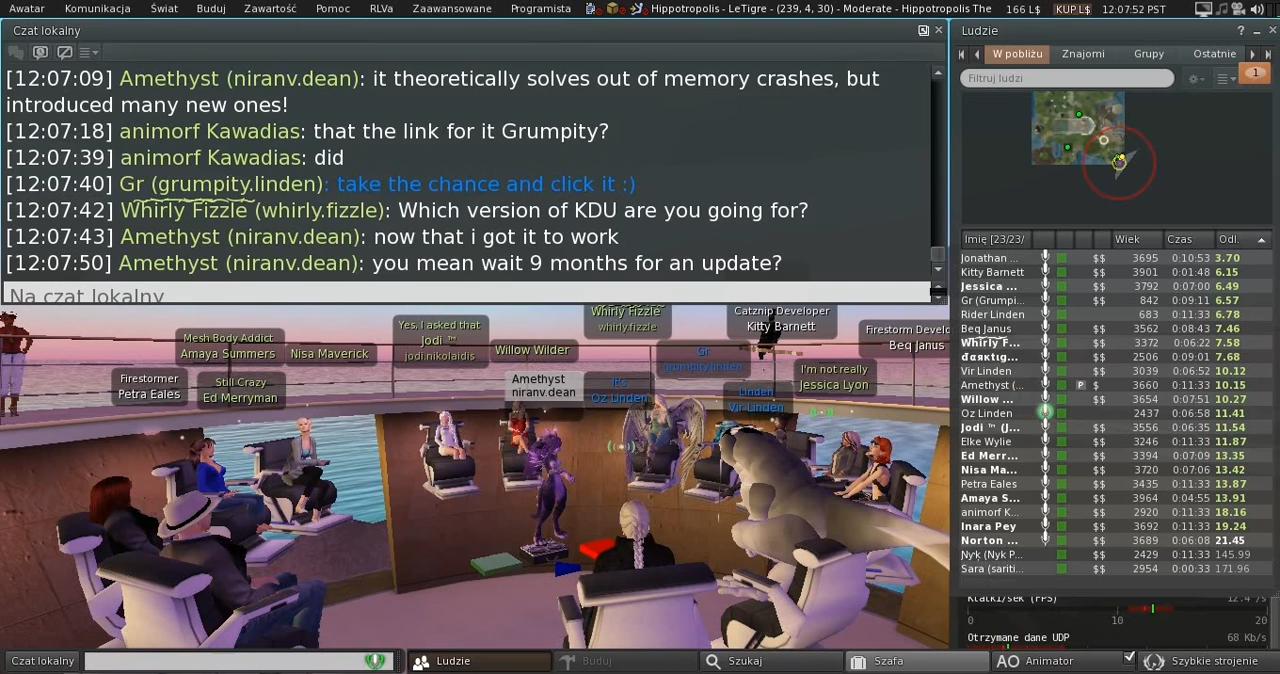 Awatar Komunikacja Świat Buduj Zawartość Pomoc RLVa Zaawansowane Programista Hippotropolis - LeTigre - (239, 4, 30) - Moderate - Hippotropolis The 166 L$ KUP L$ 12:07:52 PST
Czat lokalny
[12:07:09] Amethyst (niranv.dean): it theoretically solves out of memory crashes, but
introduced many new ones!
[12:07:18] animorf Kawadias: that the link for it Grumpity?
[12:07:39] animorf Kawadias: did
[12:07:40] Gr (grumpity.linden): take the chance and click it :)
[12:07:42] Whirly Fizzle (whirly.fizzle): Which version of KDU are you going for?
[12:07:43] Amethyst (niranv.dean): now that i got it to work
[12:07:50] Amethyst (niranv.dean): you mean wait 9 months for an update?
Na czat lokalny
Whirly Fizzle
whirly.fizzle
Catznip Developer
Kitty Barnett
Firestorm Develo
Beq Janus
Yes, I asked that
Jodi ™
jodi.nikolaidis
Mesh Body Addict
Amaya Summers
Nisa Maverick
Willow Wilder
Gr
grumpity.linden
I'm not really
Jessica Lyon
Firestormer
Petra Eales
Still Crazy
Ed Merryman
Amethyst
niranv.dean
Oz Linden
Linden
Vir Linden
Ludzie
W pobliżu Znajomi Grupy Ostatnie
Filtruj ludzi
1
Imię [23/23/ Wiek Czas Odl.
Jonathan ... $$ 3695 0:10:53 3.70
Kitty Barnett 3901 0:01:48 6.15
Jessica ... $$ 3792 0:07:00 6.49
Gr (Grumpi... $$ 842 0:09:11 6.57
Rider Linden 683 0:11:33 6.78
Beq Janus $$ 3562 0:08:43 7.46
Whirly F... $$ 3372 0:06:22 7.58
đαякtιg... $$ 2506 0:09:01 7.68
Vir Linden $$ 3039 0:06:52 10.12
Amethyst (... P $ 3660 0:11:33 10.15
Willow ... $$ 3654 0:07:51 10.27
Oz Linden 2437 0:06:58 11.41
Jodi ™ (J... $$ 3556 0:06:35 11.54
Elke Wylie $$ 3246 0:11:33 11.87
Ed Merr... $$ 3394 0:07:09 13.35
Nisa Ma... $$ 3720 0:07:06 13.42
Petra Eales $$ 3435 0:11:33 13.87
Amaya S... $$ 3964 0:04:55 13.91
animorf K... $$ 2920 0:11:33 18.16
Inara Pey $$ 3692 0:11:33 19.24
Norton ... $$ 3689 0:06:08 21.45
Nyk (Nyk P... $$ 2429 0:11:33 145.99
Sara (sariti... $$ 2954 0:00:33 171.96
Klatki/sek (FPS) 12.4 /s
0 10 20
Otrzymane dane UDP 68 Kb/s
Czat lokalny Ludzie Buduj Szukaj Szafa AO Animator Szybkie strojenie